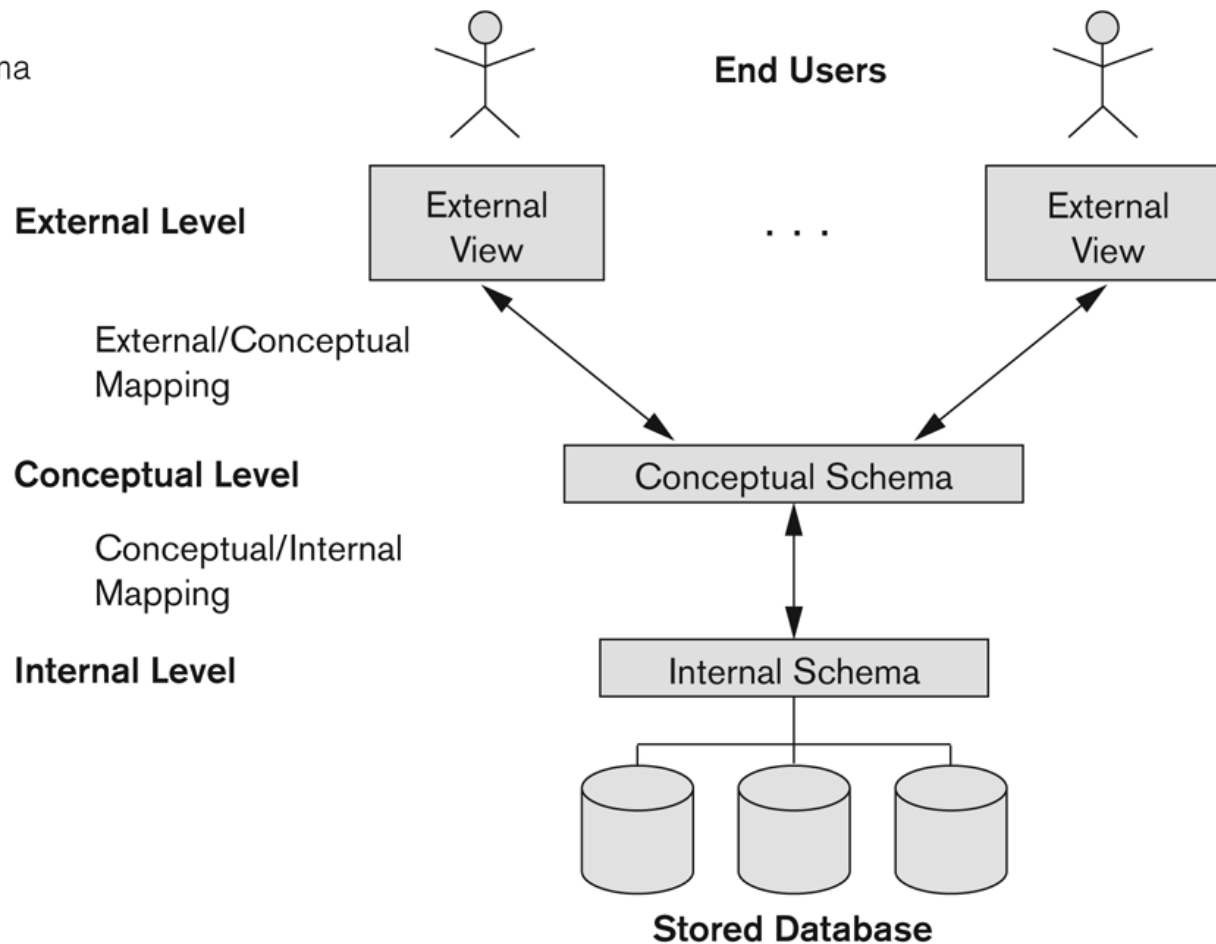 ma
End Users
External
View
. . .
External
View
External Level
External/Conceptual
Mapping
Conceptual Level
Conceptual Schema
Conceptual/Internal
Mapping
Internal Level
Internal Schema
Stored Database